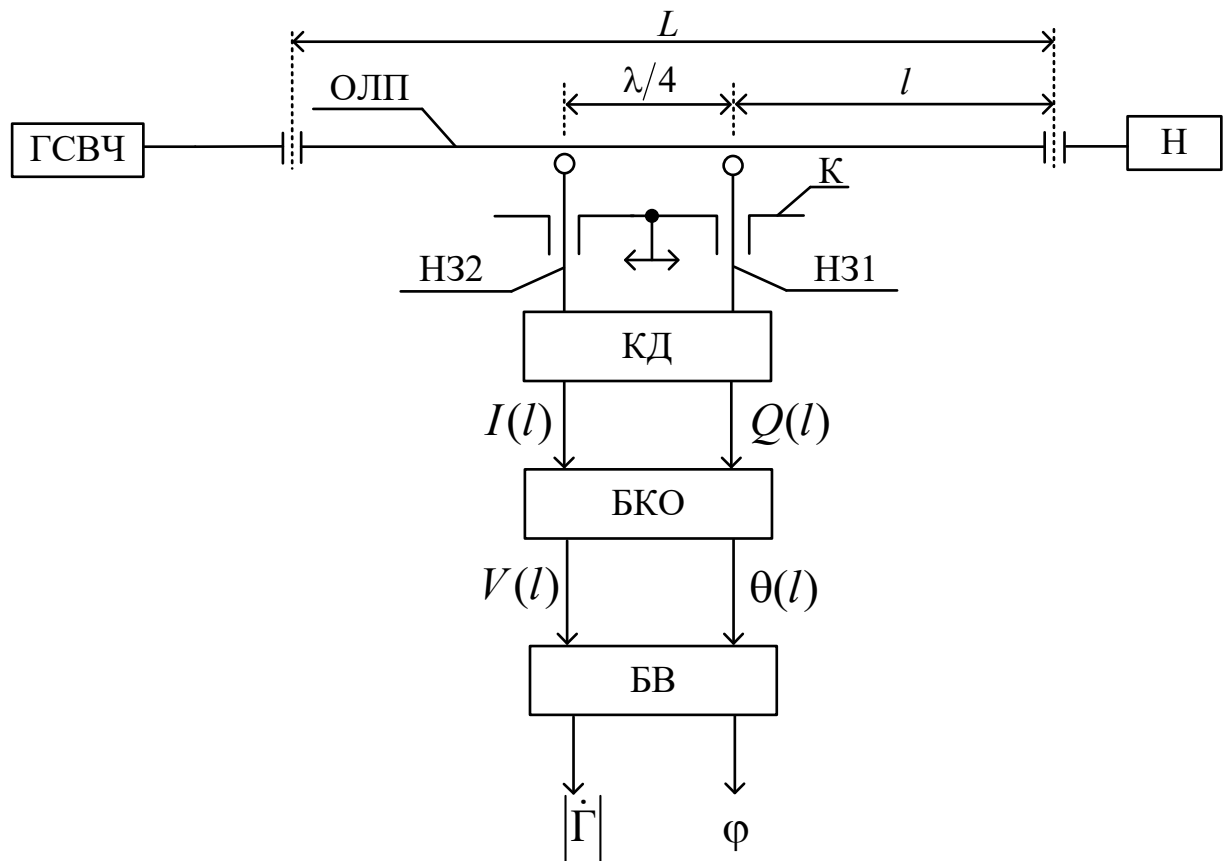 L
ОЛП
λ/4
l
ГСВЧ
Н
К
НЗ2
НЗ1
КД
I(l)
Q(l)
БКО
V(l)
θ(l)
БВ
|Γ̇|
φ